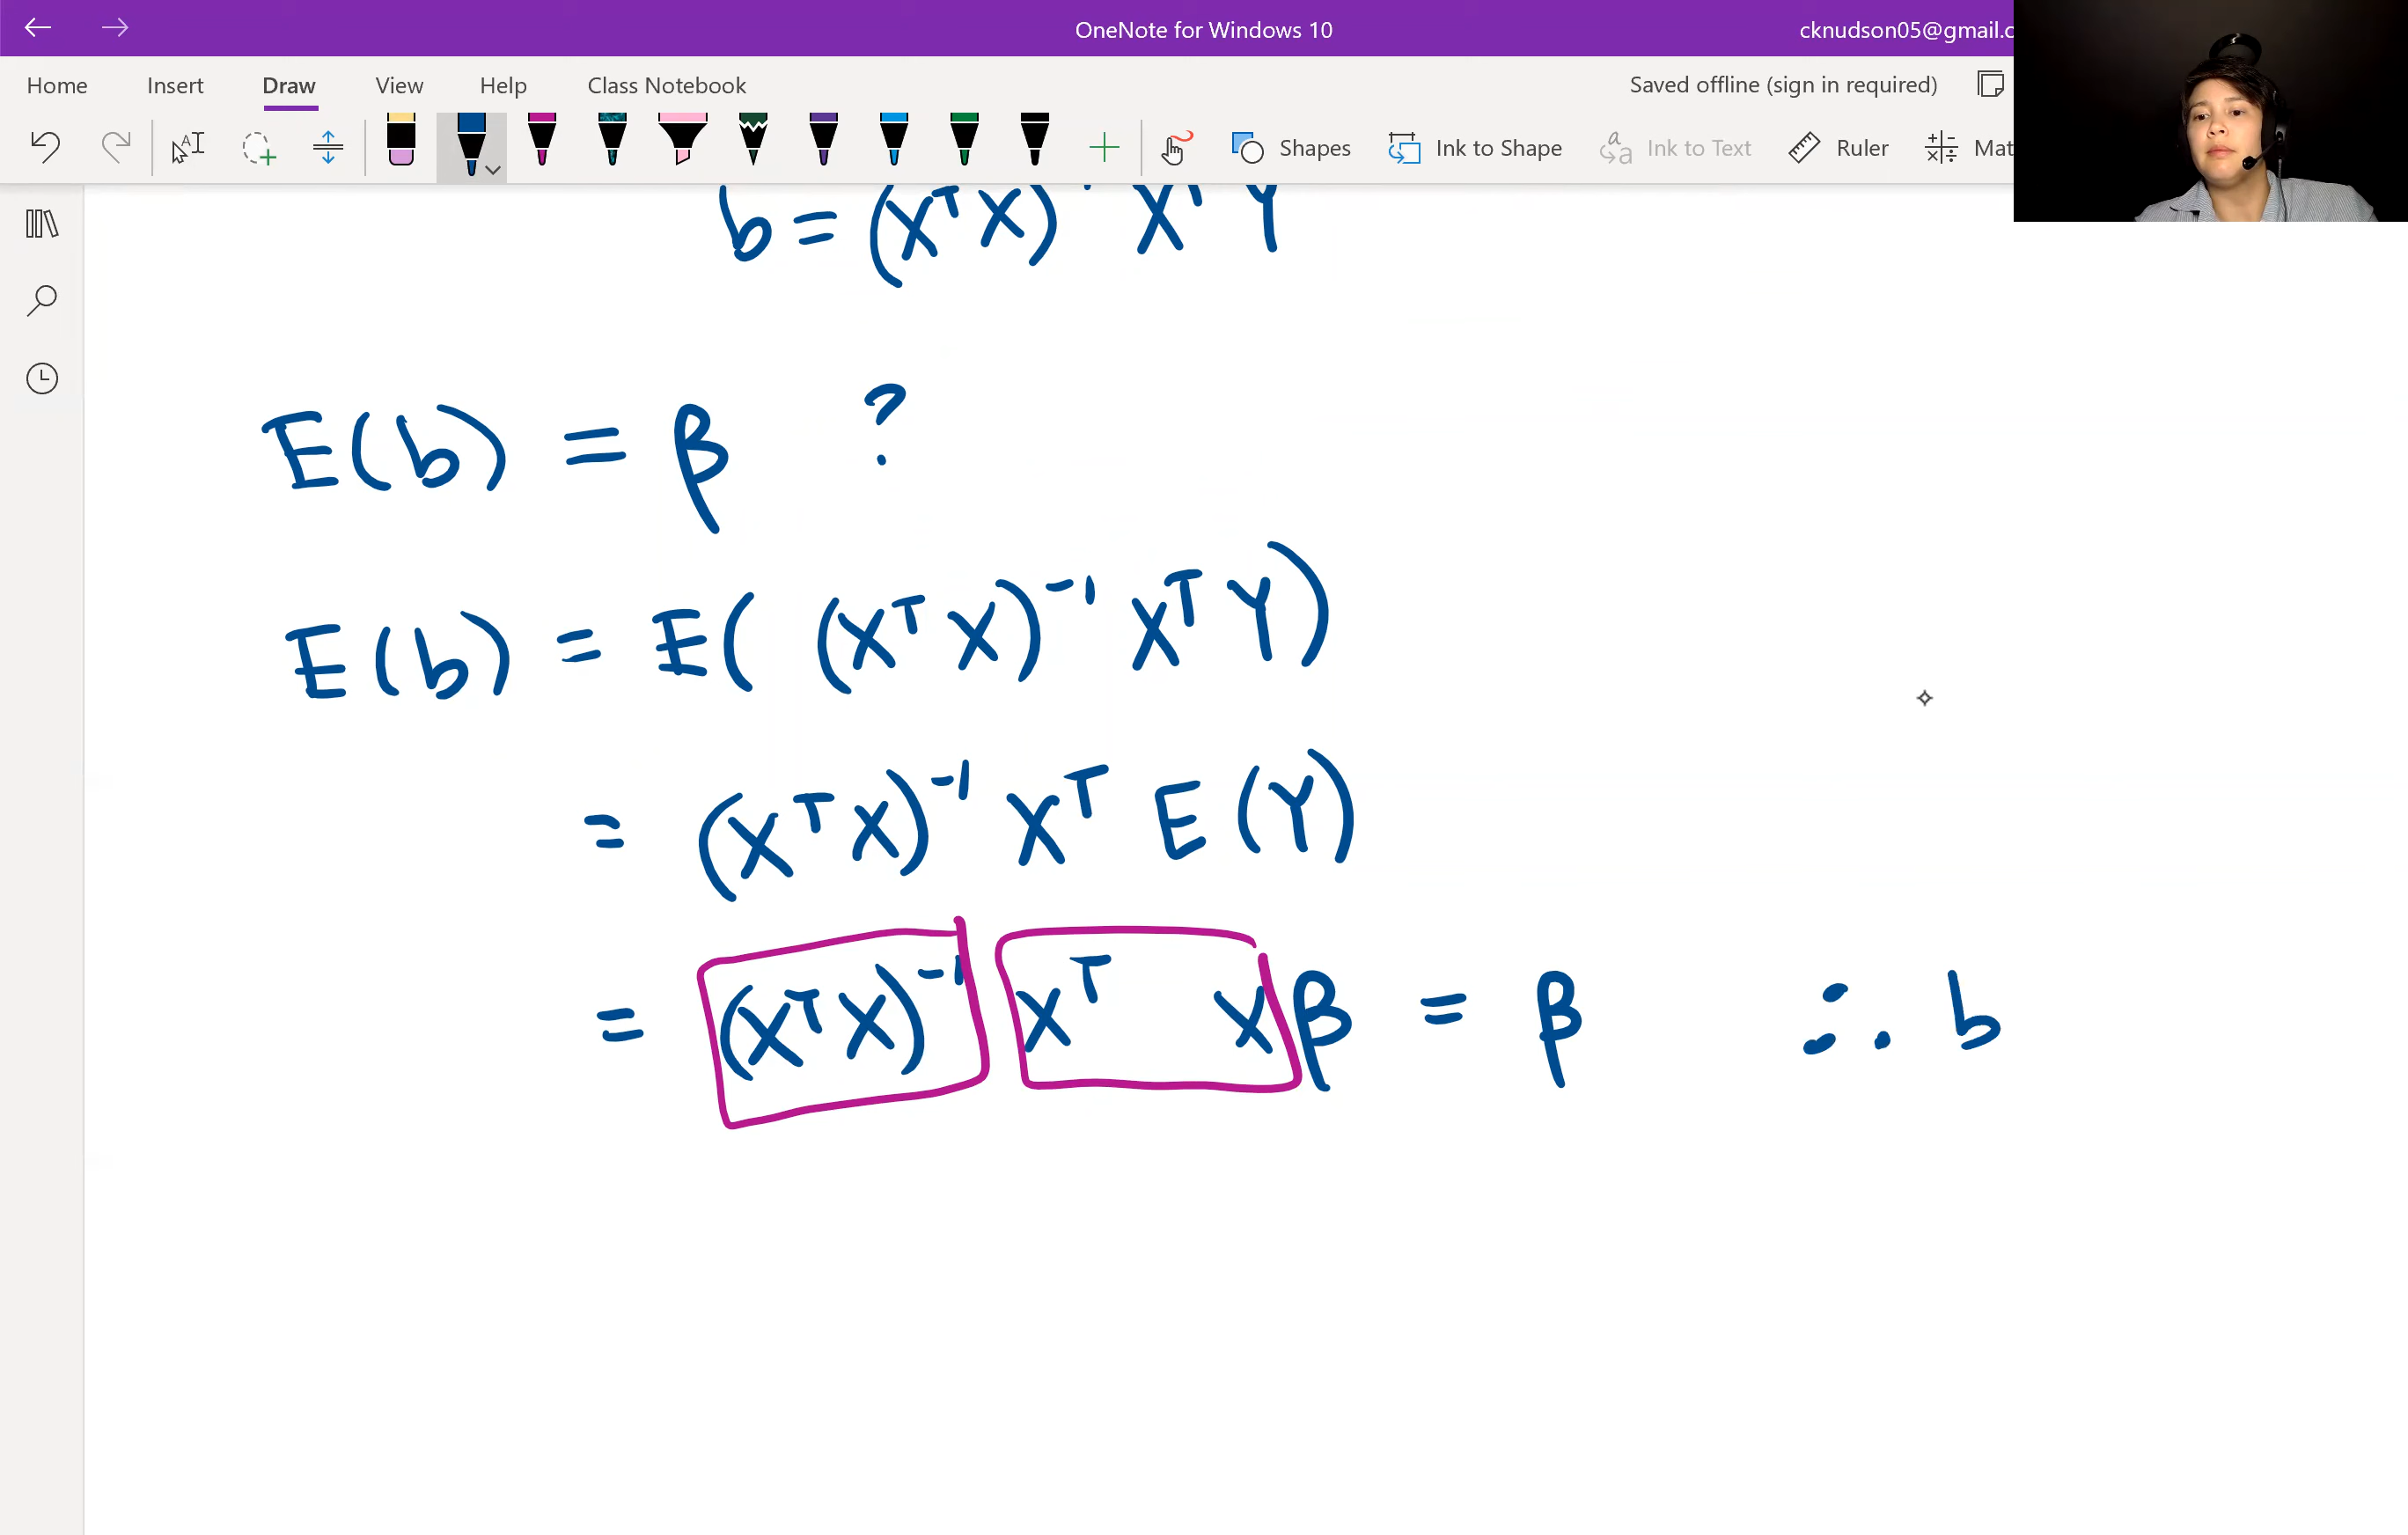 OneNote for Windows 10
cknudson05@gmail.c
Home Insert Draw View Help Class Notebook
Saved offline (sign in required)
Shapes Ink to Shape Ink to Text Ruler Mat
b = (XᵀX)⁻¹ XᵀY
E(b) = β ?
E(b) = E( (XᵀX)⁻¹ XᵀY)
= (XᵀX)⁻¹ Xᵀ E(Y)
= (XᵀX)⁻¹ Xᵀ Xβ = β ∴ b